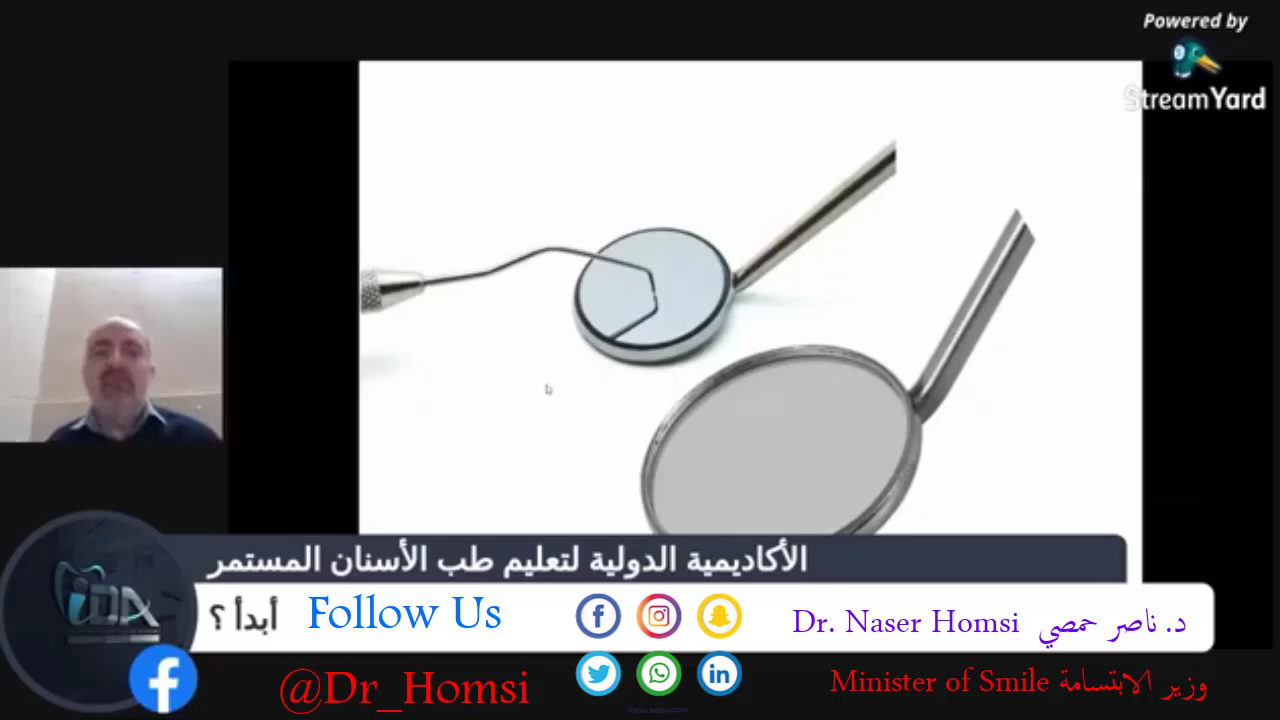 Powered by
StreamYard
الأكاديمية الدولية لتعليم طب الأسنان المستمر
أبدأ ؟
Follow Us
Dr. Naser Homsi د. ناصر حمصي
@Dr_Homsi
Minister of Smile وزير الابتسامة
iDA